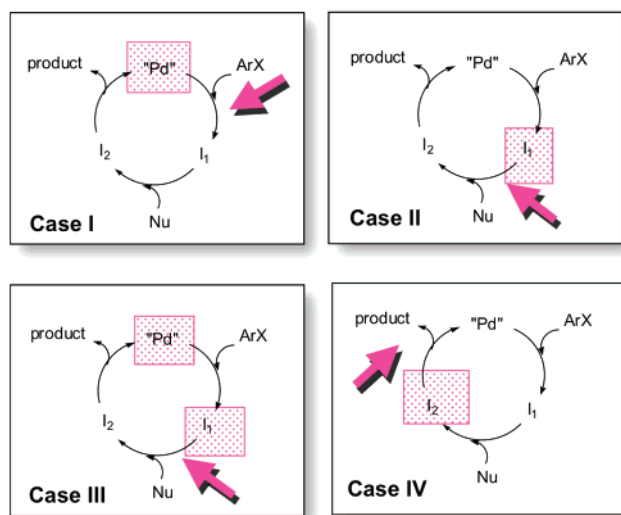 product "Pd" ArX
I2 I1
Nu
Case I
product "Pd" ArX
I2 I1
Nu
Case II
product "Pd" ArX
I2 I1
Nu
Case III
product "Pd" ArX
I2 I1
Nu
Case IV